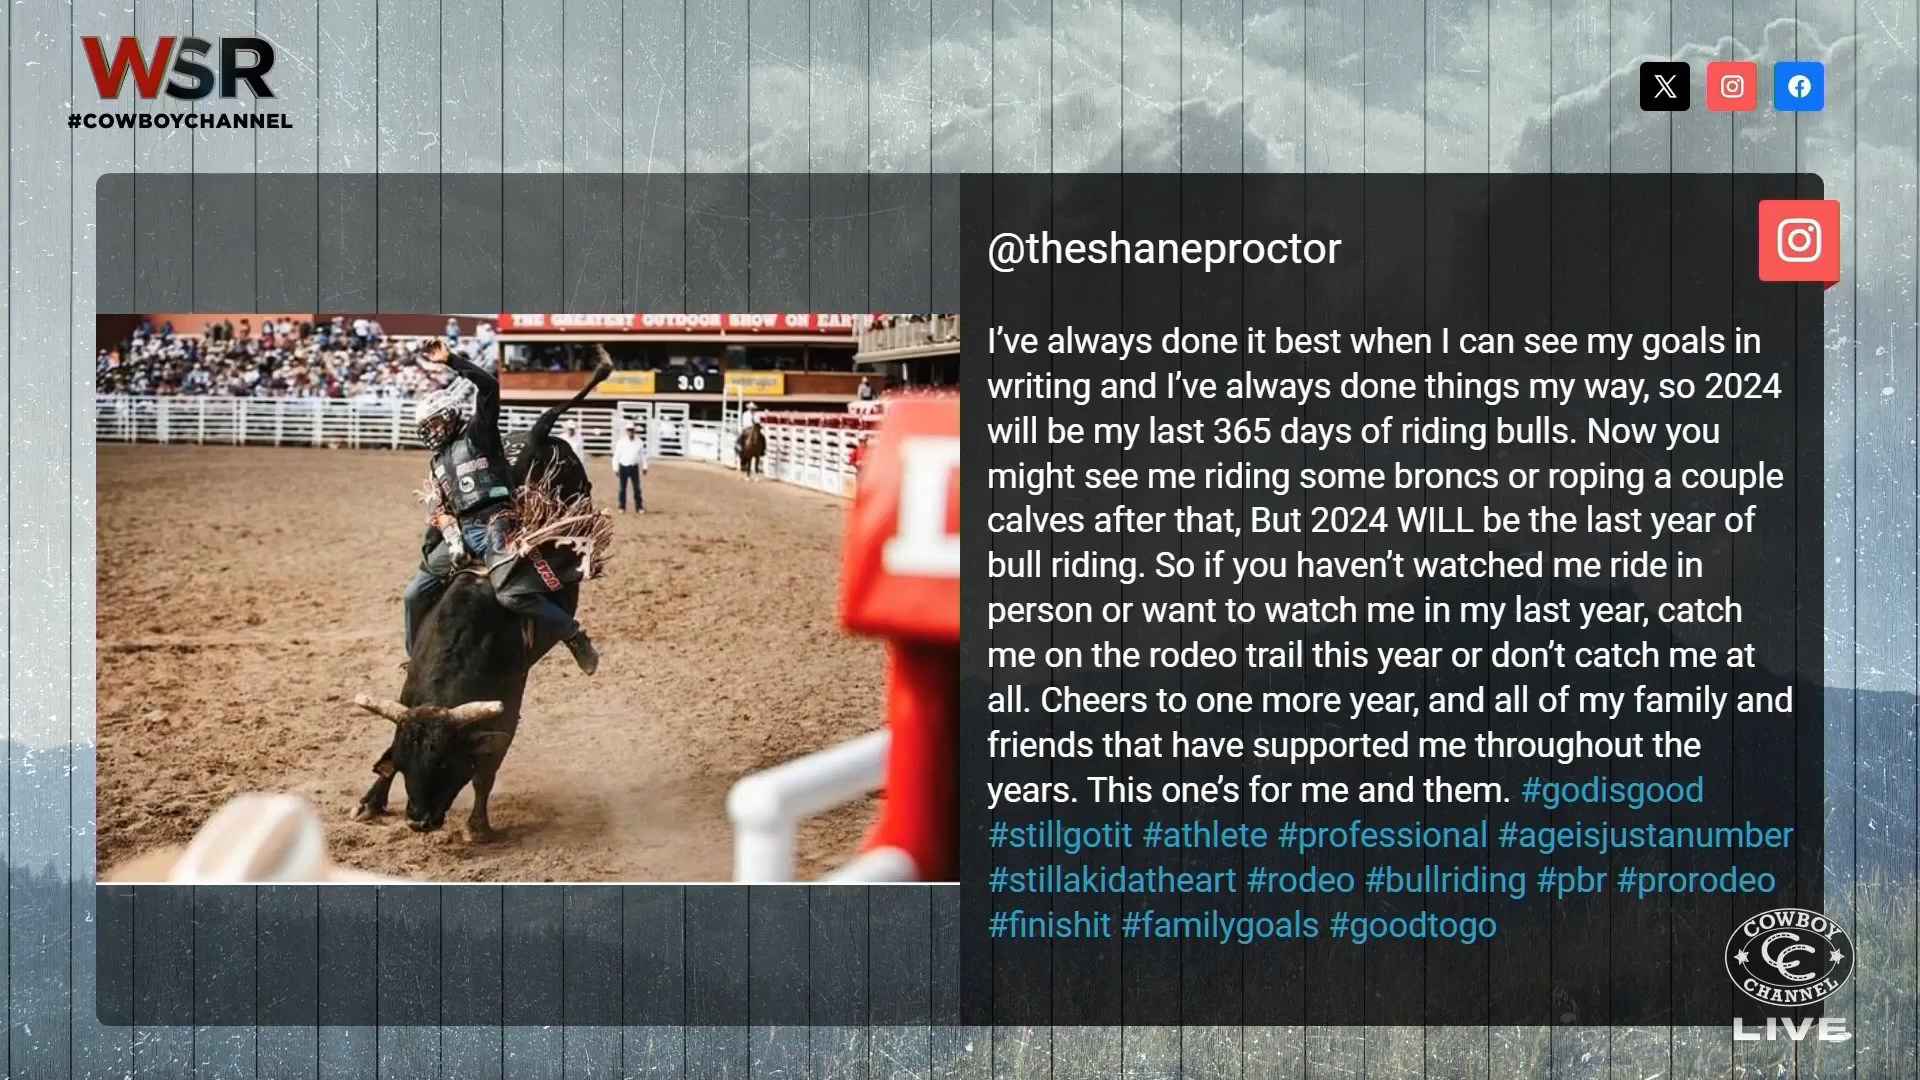 WSR
#COWBOYCHANNEL
@theshaneproctor
THE GREATEST OUTDOOR SHOW ON EAR
3.0
I’ve always done it best when I can see my goals in
writing and I’ve always done things my way, so 2024
will be my last 365 days of riding bulls. Now you
might see me riding some broncs or roping a couple
calves after that, But 2024 WILL be the last year of
bull riding. So if you haven’t watched me ride in
person or want to watch me in my last year, catch
me on the rodeo trail this year or don’t catch me at
all. Cheers to one more year, and all of my family and
friends that have supported me throughout the
years. This one’s for me and them. #godisgood
#stillgotit #athlete #professional #ageisjustanumber
#stillakidatheart #rodeo #bullriding #pbr #prorodeo
#finishit #familygoals #goodtogo
COWBOY
CC
CHANNEL
LIVE